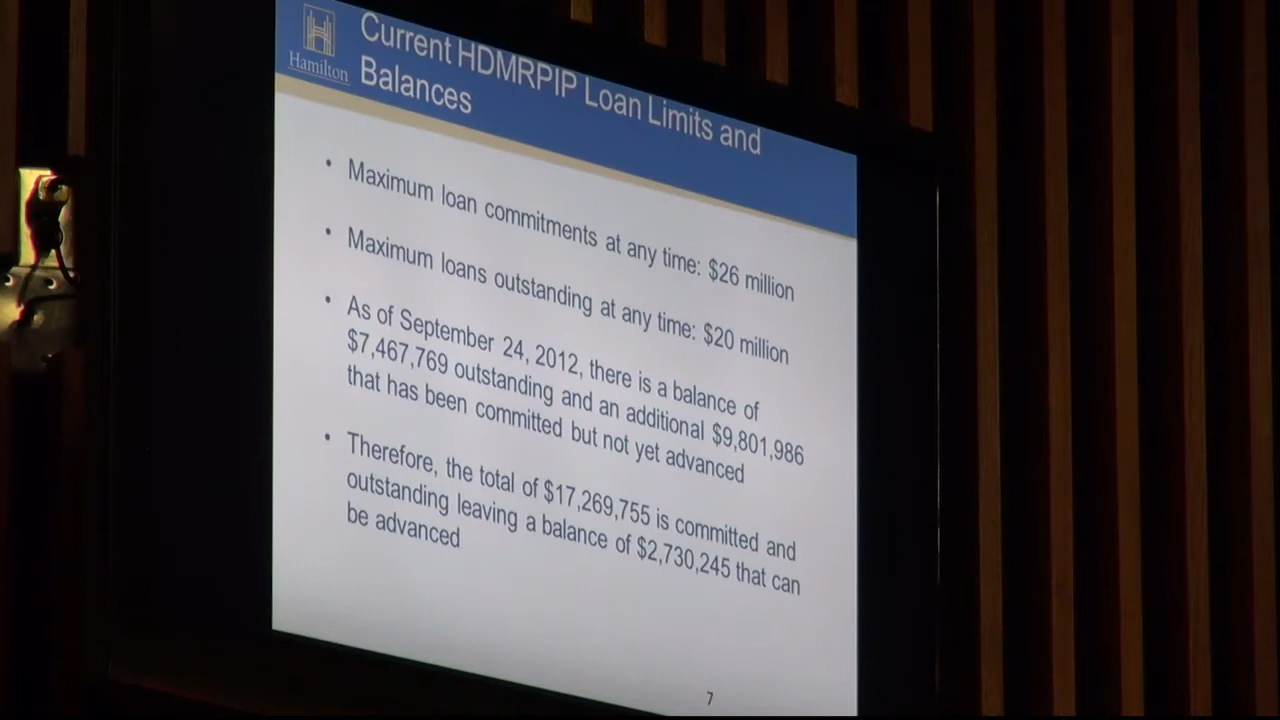 Hamilton
Current HDMRPIP Loan Limits and
Balances
• Maximum loan commitments at any time: $26 million
• Maximum loans outstanding at any time: $20 million
• As of September 24, 2012, there is a balance of
$7,467,769 outstanding and an additional $9,801,986
that has been committed but not yet advanced
• Therefore, the total of $17,269,755 is committed and
outstanding leaving a balance of $2,730,245 that can
be advanced
7